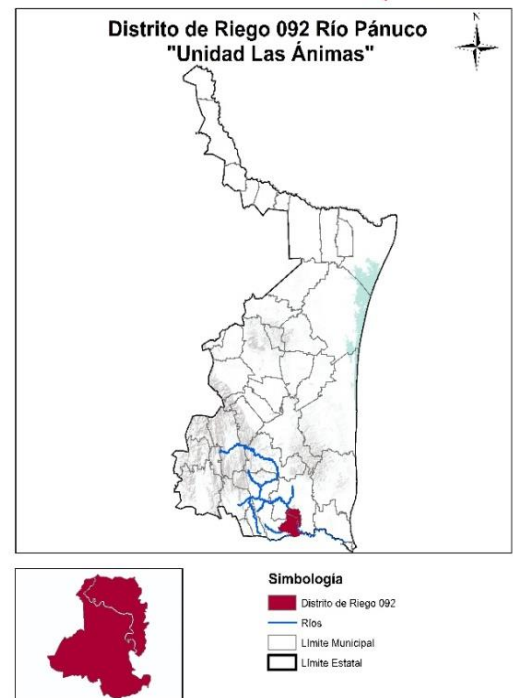 Distrito de Riego 092 Río Pánuco
"Unidad Las Ánimas"
N
Simbología
Distrito de Riego 092
Ríos
Límite Municipal
Límite Estatal